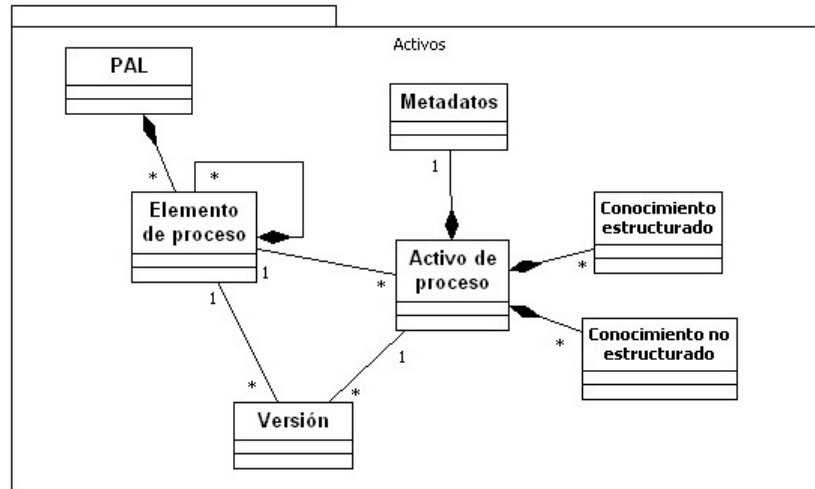 Activos
PAL
Metadatos
*
*
1
Elemento
de proceso
Conocimiento
estructurado
Activo de
proceso
1
*
*
1
Conocimiento no
estructurado
*
1
*
*
Versión